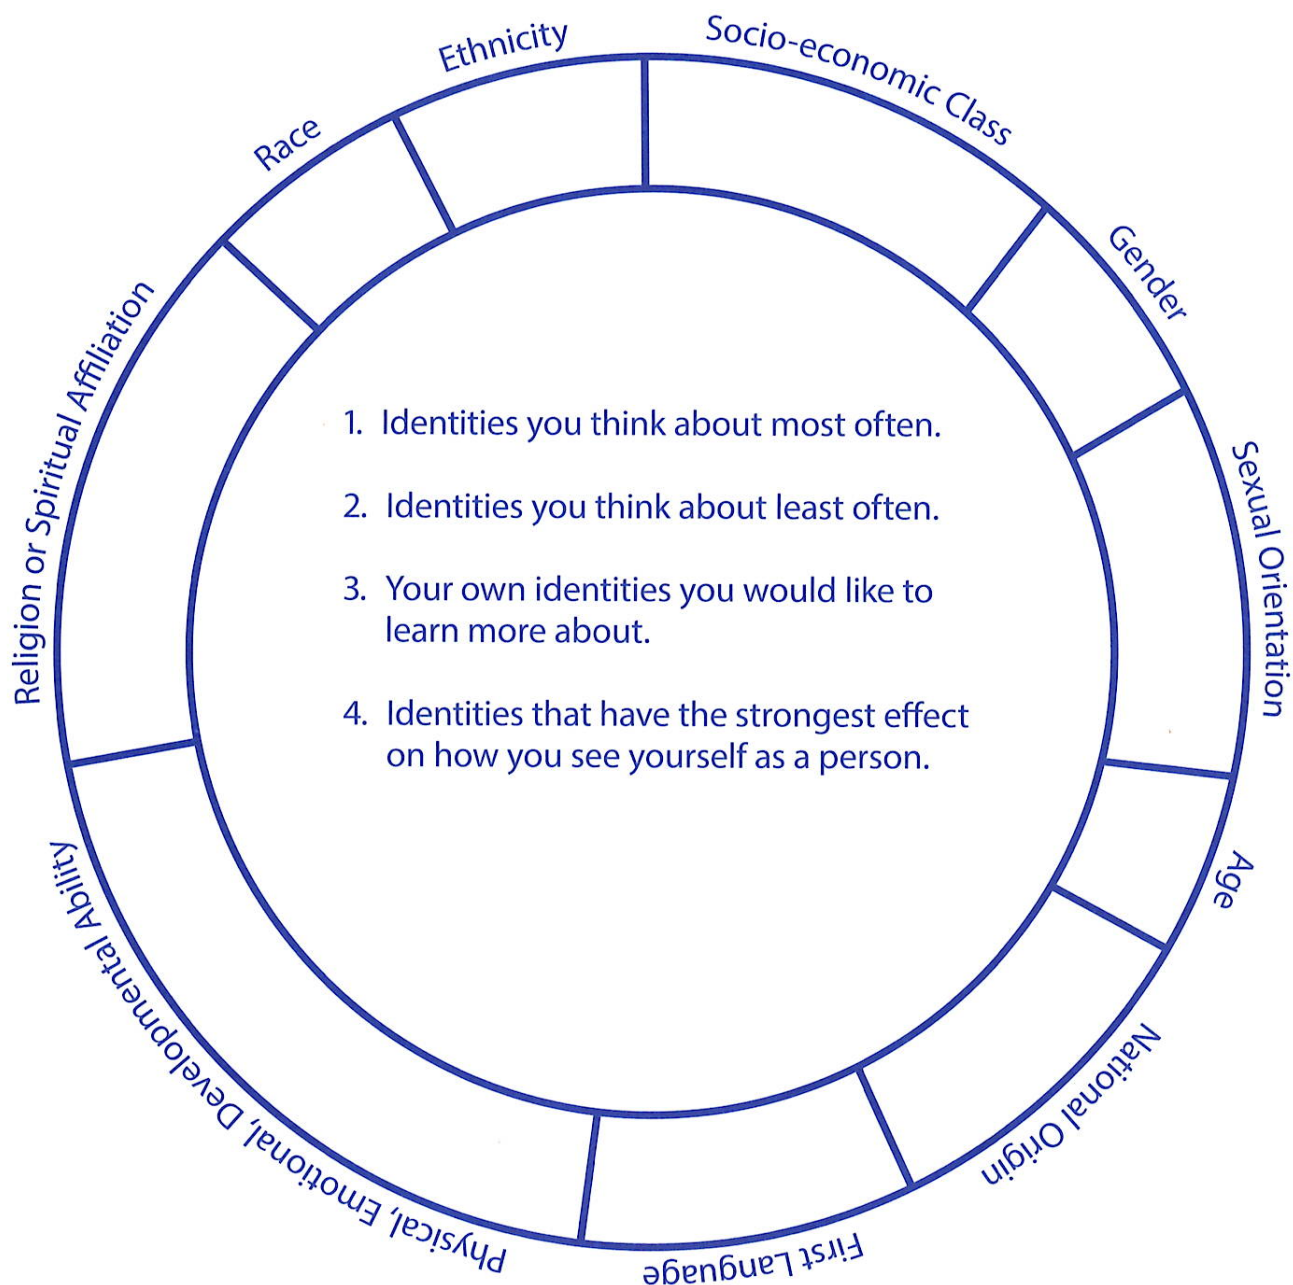 Ethnicity
Socio-economic Class
Race
Gender
Religion or Spiritual Affiliation
Sexual Orientation
1. Identities you think about most often.
2. Identities you think about least often.
3. Your own identities you would like to
learn more about.
4. Identities that have the strongest effect
on how you see yourself as a person.
Age
Physical, Emotional, Developmental Ability
National Origin
First Language